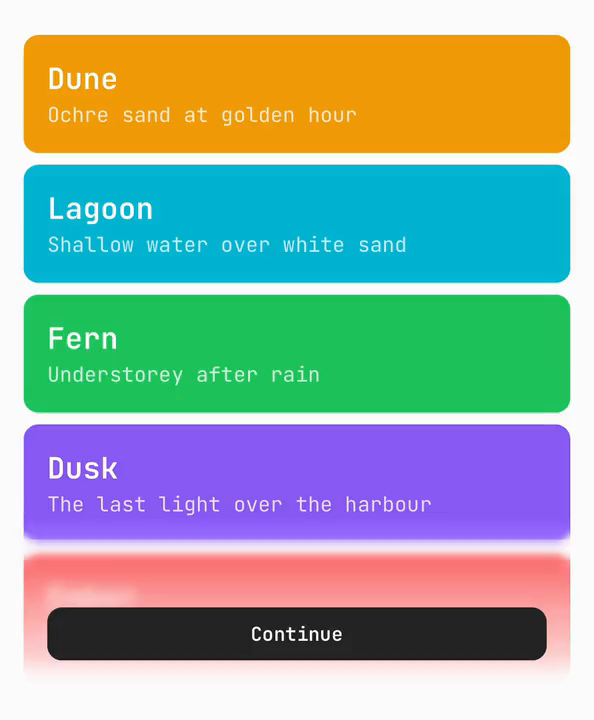 Dune
Ochre sand at golden hour
Lagoon
Shallow water over white sand
Fern
Understorey after rain
Dusk
The last light over the harbour
Continue